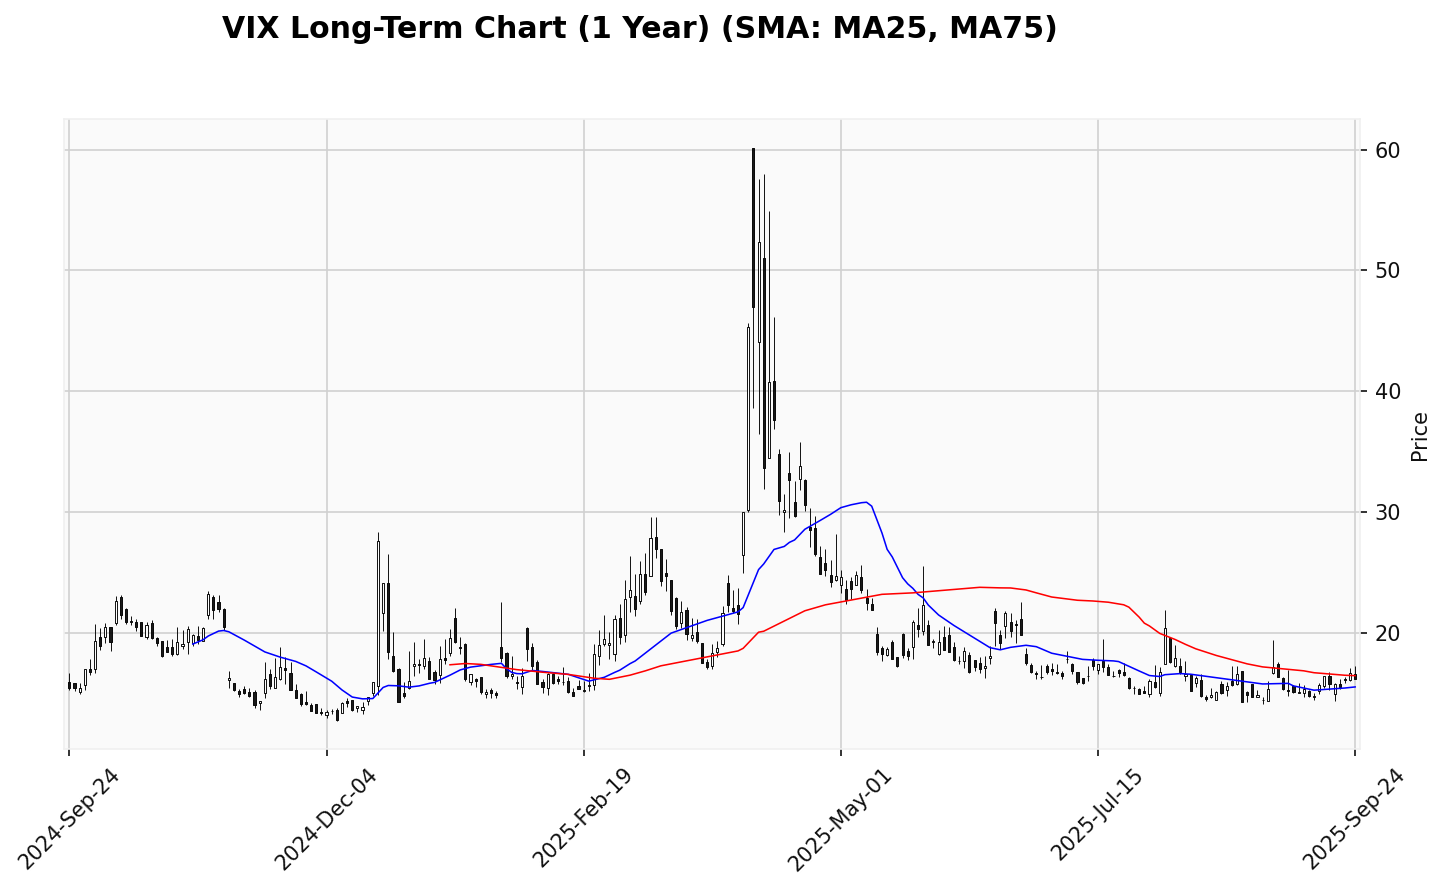 VIX Long-Term Chart (1 Year) (SMA: MA25, MA75)
60
50
40
30
20
Price
2024-Sep-24
2024-Dec-04
2025-Feb-19
2025-May-01
2025-Jul-15
2025-Sep-24